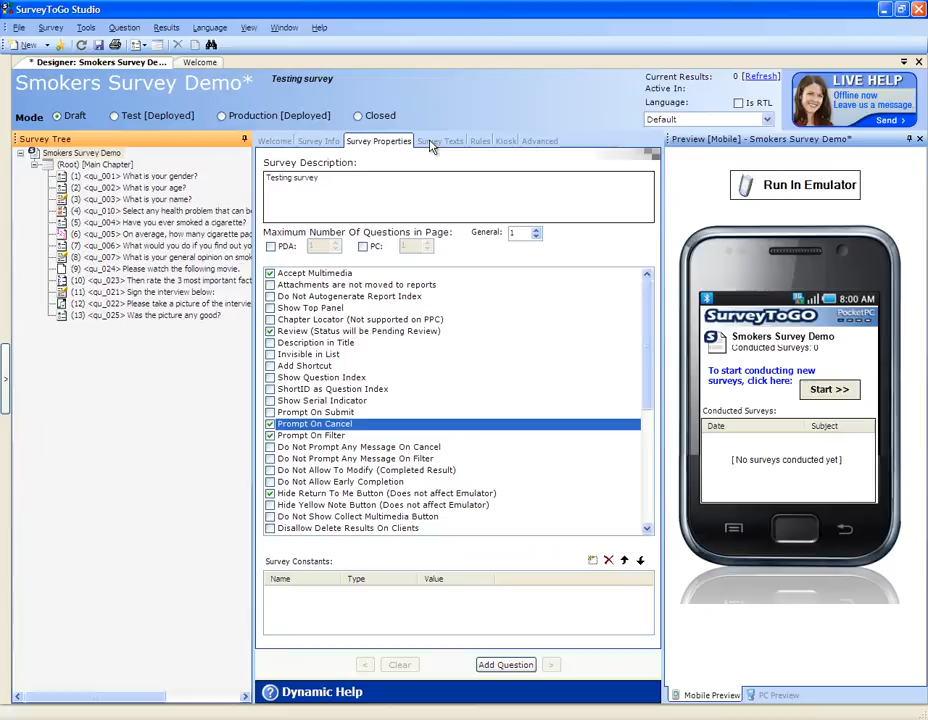 SurveyToGo Studio
File Survey Tools Question Results Language View Window Help
New
* Designer: Smokers Survey De... Welcome
Smokers Survey Demo* Testing survey
Current Results: 0 [Refresh]
Active In:
Language: Is RTL
Default
LIVE HELP
Offline now
Leave us a message.
Send >
Mode Draft Test [Deployed] Production [Deployed] Closed
Survey Tree
Smokers Survey Demo
(Root) [Main Chapter]
(1) <qu_001> What is your gender?
(2) <qu_002> What is your age?
(3) <qu_003> What is your name?
(4) <qu_010> Select any health problem that can be
(5) <qu_004> Have you ever smoked a cigarette?
(6) <qu_005> On average, how many cigarette pac
(7) <qu_006> What would you do if you find out yo
(8) <qu_007> What is your general opinion on smok
(9) <qu_024> Please watch the following movie.
(10) <qu_023> Then rate the 3 most important fact
(11) <qu_021> Sign the interview below:
(12) <qu_022> Please take a picture of the intervie
(13) <qu_025> Was the picture any good?
Welcome Survey Info Survey Properties Survey Texts Rules Kiosk Advanced
Survey Description:
Testing survey
Maximum Number Of Questions in Page: General: 1
PDA: 1 PC: 1
Accept Multimedia
Attachments are not moved to reports
Do Not Autogenerate Report Index
Show Top Panel
Chapter Locator (Not supported on PPC)
Review (Status will be Pending Review)
Description in Title
Invisible in List
Add Shortcut
Show Question Index
ShortID as Question Index
Show Serial Indicator
Prompt On Submit
Prompt On Cancel
Prompt On Filter
Do Not Prompt Any Message On Cancel
Do Not Prompt Any Message On Filter
Do Not Allow To Modify (Completed Result)
Do Not Allow Early Completion
Hide Return To Me Button (Does not affect Emulator)
Hide Yellow Note Button (Does not affect Emulator)
Do Not Show Collect Multimedia Button
Disallow Delete Results On Clients
Survey Constants:
Name Type Value
< Clear Add Question >
Dynamic Help
Preview [Mobile] - Smokers Survey Demo*
Run In Emulator
8:00 AM
SurveyToGO PocketPC
Smokers Survey Demo
Conducted Surveys: 0
To start conducting new
surveys, click here:
Start >>
Conducted Surveys:
Date Subject
[ No surveys conducted yet ]
Mobile Preview PC Preview